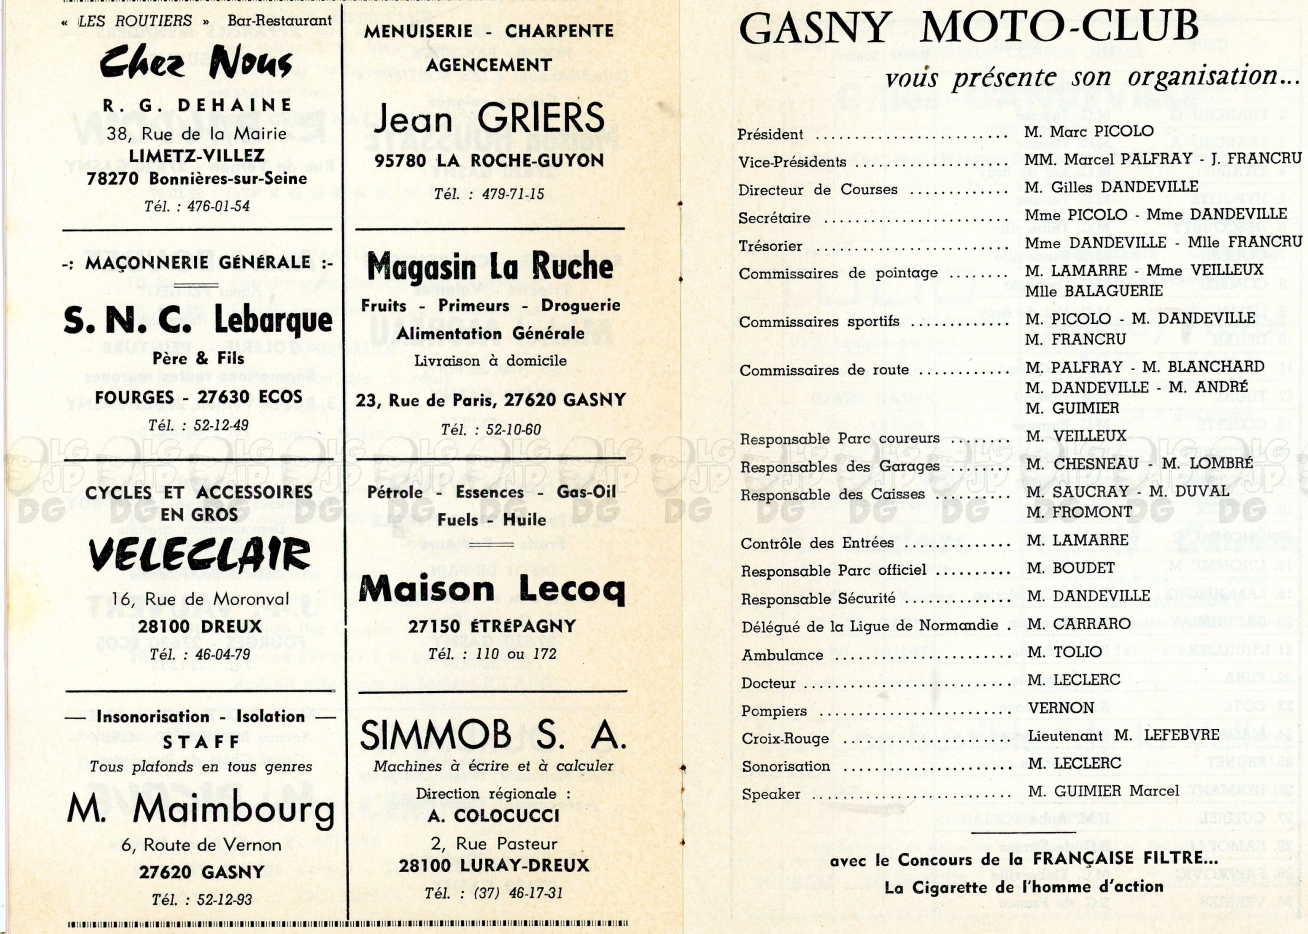 « LES ROUTIERS » Bar-Restaurant
Chez Nous
R. G. DEHAINE
38, Rue de la Mairie
LIMETZ-VILLEZ
78270 Bonnières-sur-Seine
Tél. : 476-01-54
-: MAÇONNERIE GÉNÉRALE :-
S. N. C. Lebarque
Père & Fils
FOURGES - 27630 ECOS
Tél. : 52-12-49
CYCLES ET ACCESSOIRES
EN GROS
VELECLAIR
16, Rue de Moronval
28100 DREUX
Tél. : 46-04-79
— Insonorisation - Isolation —
STAFF
Tous plafonds en tous genres
M. Maimbourg
6, Route de Vernon
27620 GASNY
Tél. : 52-12-93
MENUISERIE - CHARPENTE
AGENCEMENT
Jean GRIERS
95780 LA ROCHE-GUYON
Tél. : 479-71-15
Magasin La Ruche
Fruits - Primeurs - Droguerie
Alimentation Générale
Livraison à domicile
23, Rue de Paris, 27620 GASNY
Tél. : 52-10-60
Pétrole - Essences - Gas-Oil
Fuels - Huile
Maison Lecoq
27150 ÉTRÉPAGNY
Tél. : 110 ou 172
SIMMOB S. A.
Machines à écrire et à calculer
Direction régionale :
A. COLOCUCCI
2, Rue Pasteur
28100 LURAY-DREUX
Tél. : (37) 46-17-31
GASNY MOTO-CLUB
vous présente son organisation...
Président .................... M. Marc PICOLO
Vice-Présidents ................ MM. Marcel PALFRAY - J. FRANCRU
Directeur de Courses ........... M. Gilles DANDEVILLE
Secrétaire .................... Mme PICOLO - Mme DANDEVILLE
Trésorier .................... Mme DANDEVILLE - Mlle FRANCRU
Commissaires de pointage ....... M. LAMARRE - Mme VEILLEUX
Mlle BALAGUERIE
Commissaires sportifs .......... M. PICOLO - M. DANDEVILLE
M. FRANCRU
Commissaires de route .......... M. PALFRAY - M. BLANCHARD
M. DANDEVILLE - M. ANDRÉ
M. GUIMIER
Responsable Parc coureurs ...... M. VEILLEUX
Responsables des Garages ....... M. CHESNEAU - M. LOMBRÉ
Responsable des Caisses ........ M. SAUCRAY - M. DUVAL
M. FROMONT
Contrôle des Entrées ............ M. LAMARRE
Responsable Parc officiel ........ M. BOUDET
Responsable Sécurité ........... M. DANDEVILLE
Délégué de la Ligue de Normandie . M. CARRARO
Ambulance .................... M. TOLIO
Docteur ....................... M. LECLERC
Pompiers ...................... VERNON
Croix-Rouge ................... Lieutenant M. LEFEBVRE
Sonorisation ................... M. LECLERC
Speaker ...................... M. GUIMIER Marcel
avec le Concours de la FRANÇAISE FILTRE...
La Cigarette de l'homme d'action